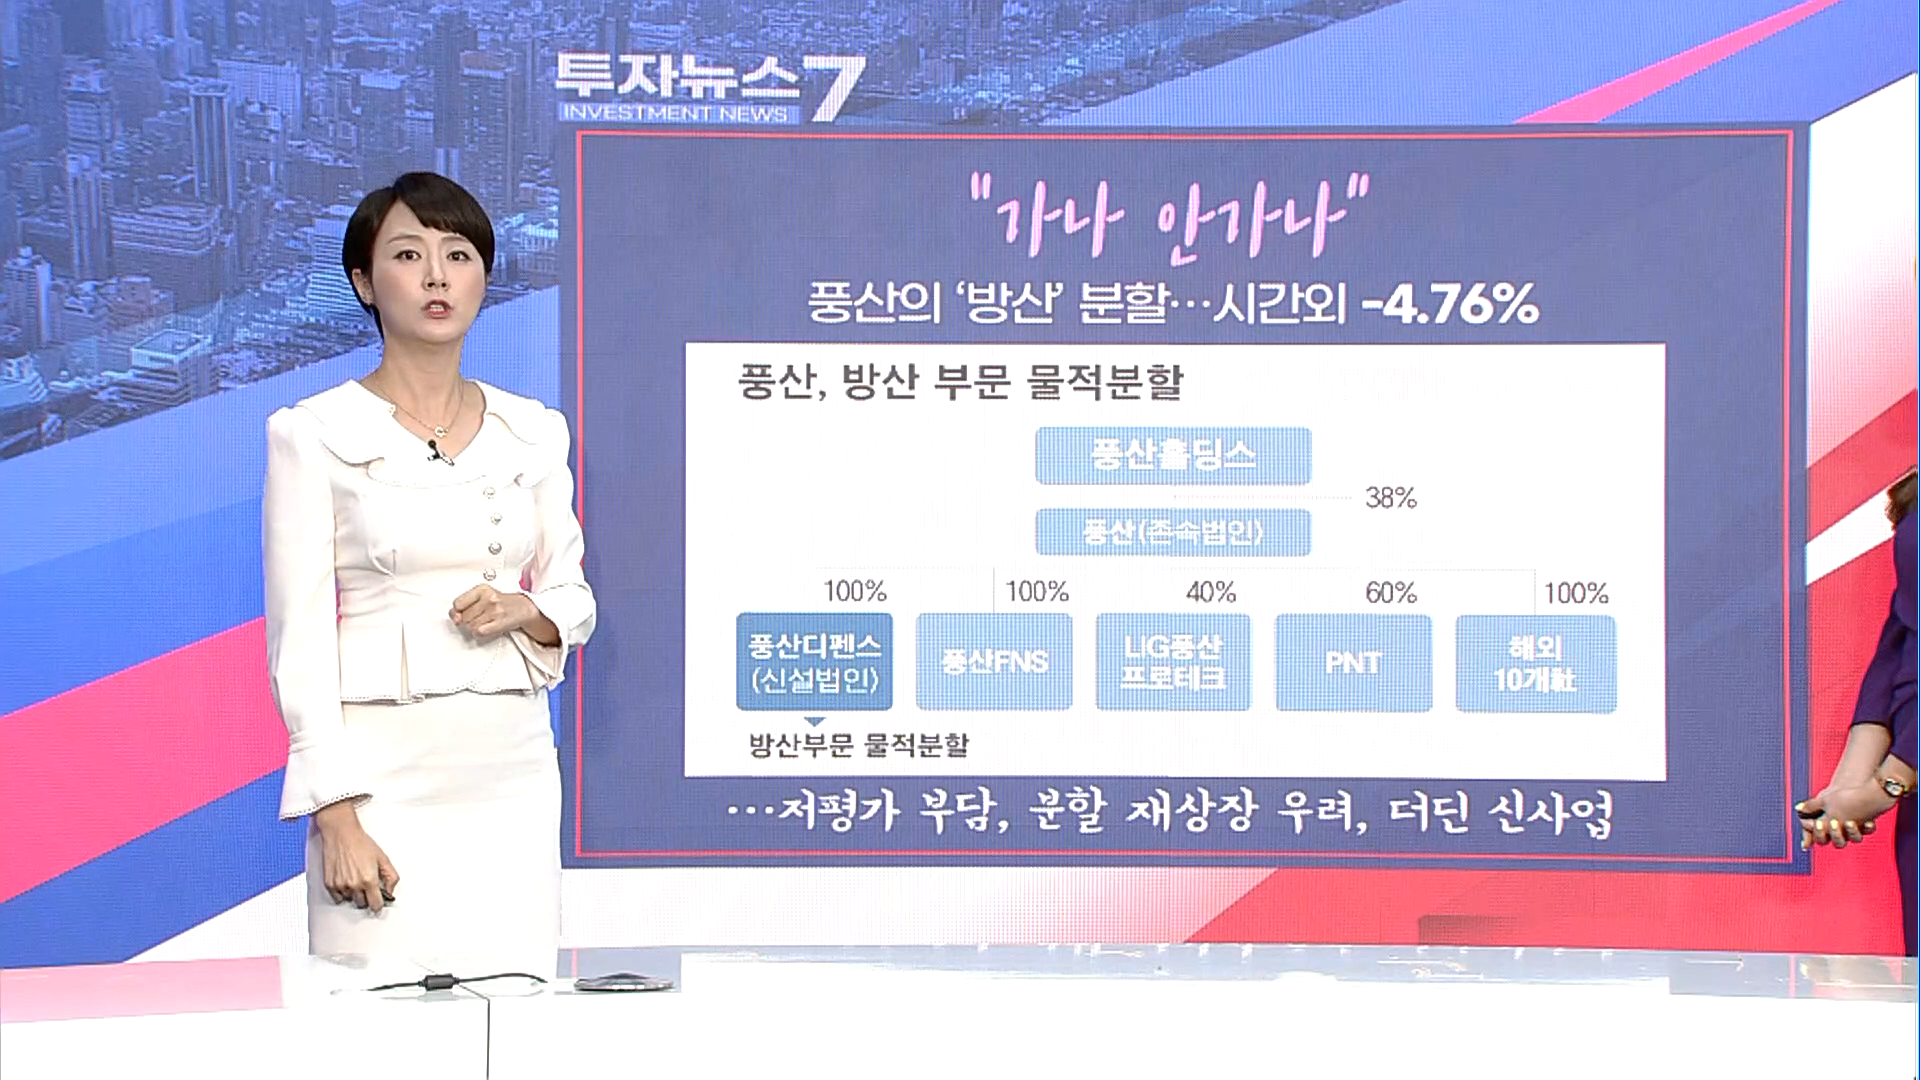 투자뉴스 7
INVESTMENT NEWS
"가나 안가나"
풍산의 ‘방산’ 분할…시간외 -4.76%
풍산, 방산 부문 물적분할
풍산홀딩스
38%
풍산(존속법인)
100% 100% 40% 60% 100%
풍산디펜스
(신설법인)
풍산FNS
LIG풍산
프로테크
PNT
해외
10개社
방산부문 물적분할
…저평가 부담, 분할 재상장 우려, 더딘 신사업